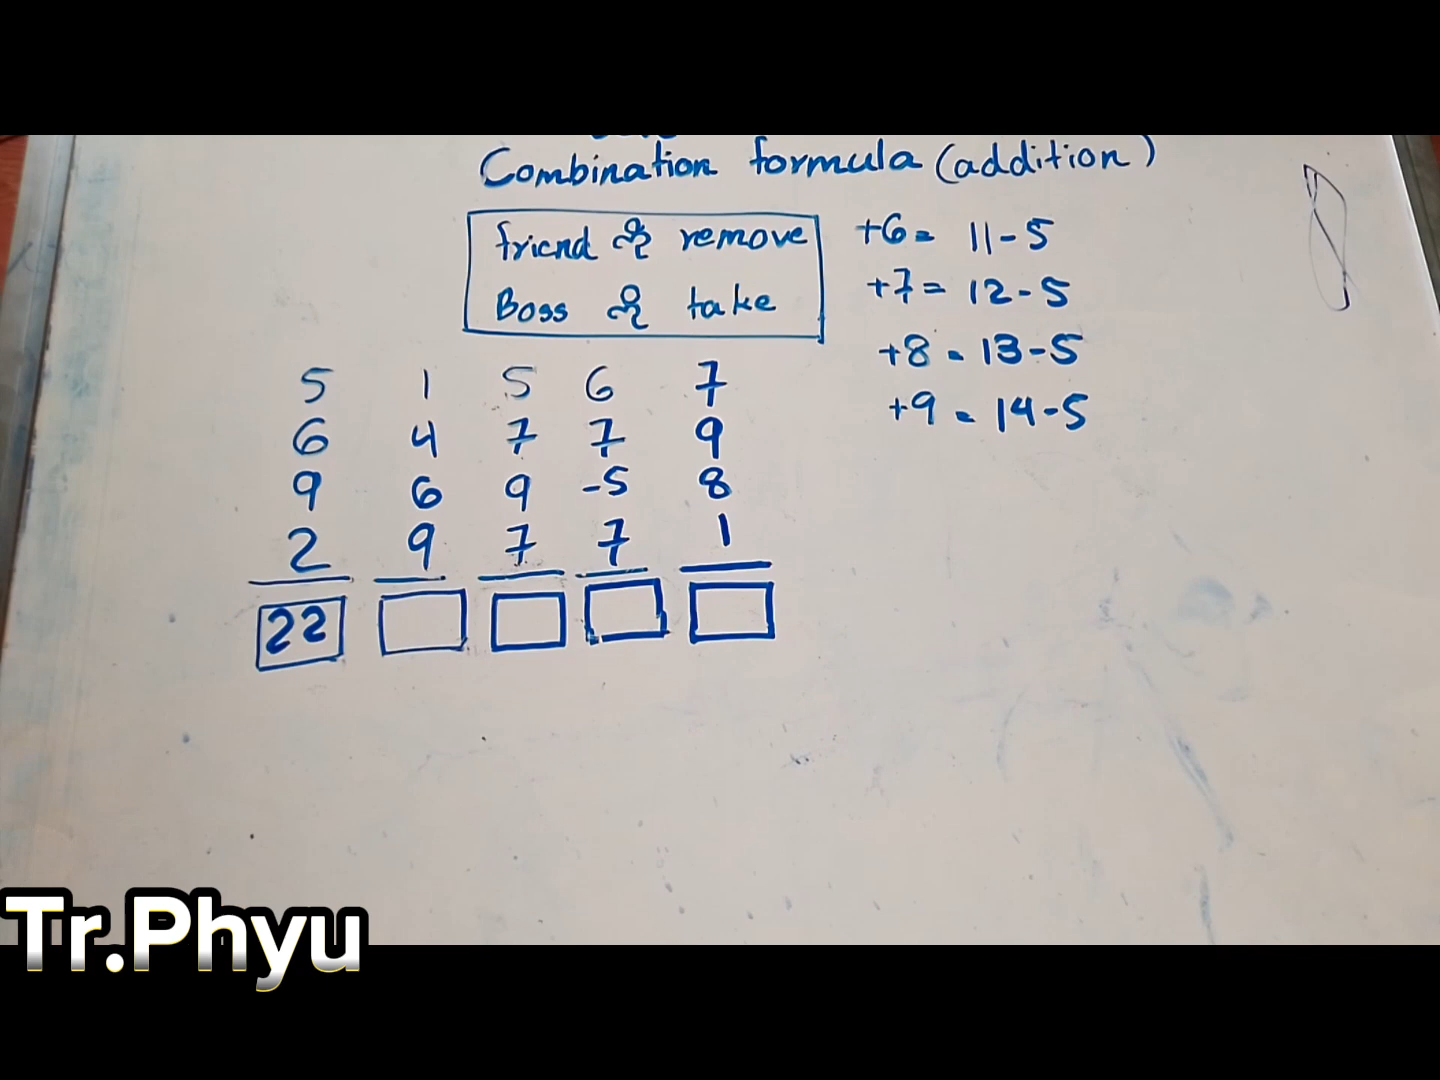 Combination formula (addition)
friend နဲ့ remove
Boss နဲ့ take
+6 = 11-5
+7 = 12-5
+8 = 13-5
+9 = 14-5
5 1 5 6 7
6 4 7 7 9
9 6 9 -5 8
2 9 7 7 1
22
Tr.Phyu